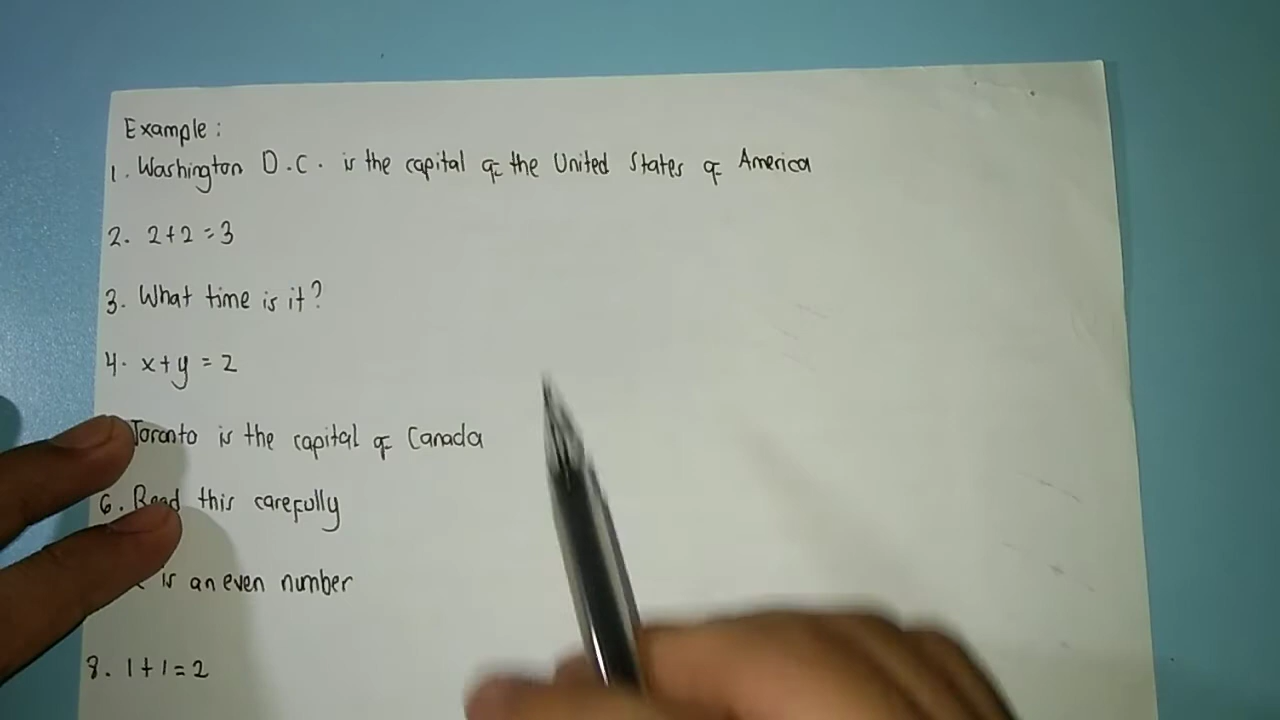 Example:
1. Washington D.C. is the capital of the United States of America
2. 2+2=3
3. What time is it?
4. x+y = 2
Toronto is the capital of Canada
6. Read this carefully
is an even number
8. 1+1=2